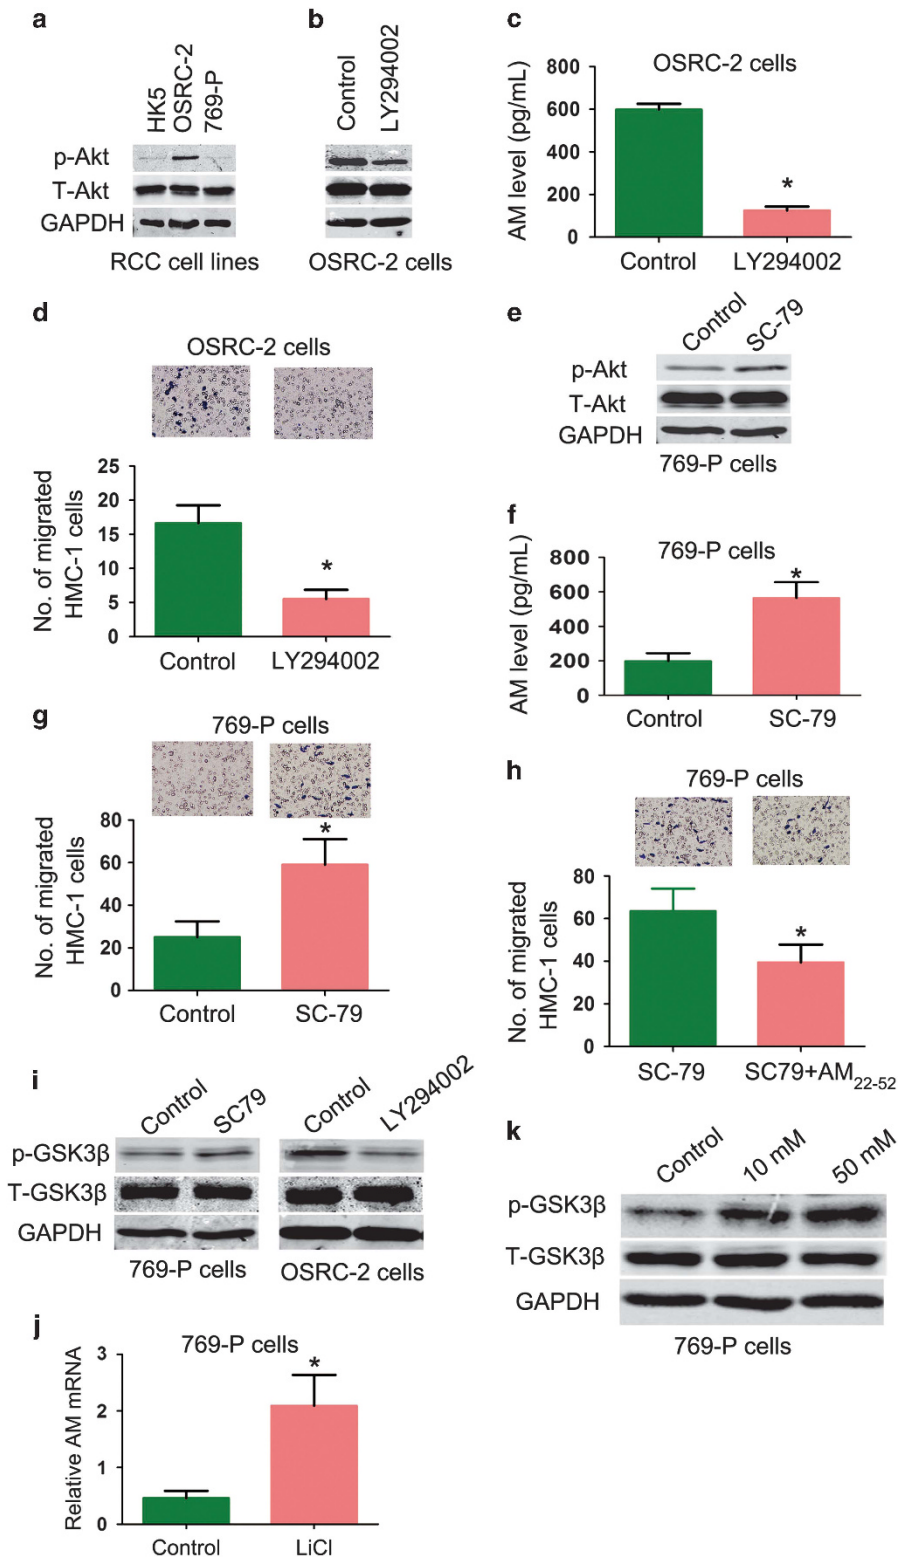 a
HK5
OSRC-2
769-P
p-Akt
T-Akt
GAPDH
RCC cell lines
b
Control
LY294002
OSRC-2 cells
c
OSRC-2 cells
AM level (pg/mL)
800
600
400
200
0
*
Control
LY294002
d
OSRC-2 cells
No. of migrated
HMC-1 cells
25
20
15
10
5
0
*
Control
LY294002
e
Control
SC-79
p-Akt
T-Akt
GAPDH
769-P cells
f
769-P cells
AM level (pg/mL)
800
600
400
200
0
*
Control
SC-79
g
769-P cells
No. of migrated
HMC-1 cells
80
60
40
20
0
*
Control
SC-79
h
769-P cells
No. of migrated
HMC-1 cells
80
60
40
20
0
*
SC-79
SC79+AM22-52
i
Control
SC79
Control
LY294002
p-GSK3β
T-GSK3β
GAPDH
769-P cells
OSRC-2 cells
j
769-P cells
Relative AM mRNA
3
2
1
0
*
Control
LiCl
k
Control
10 mM
50 mM
p-GSK3β
T-GSK3β
GAPDH
769-P cells